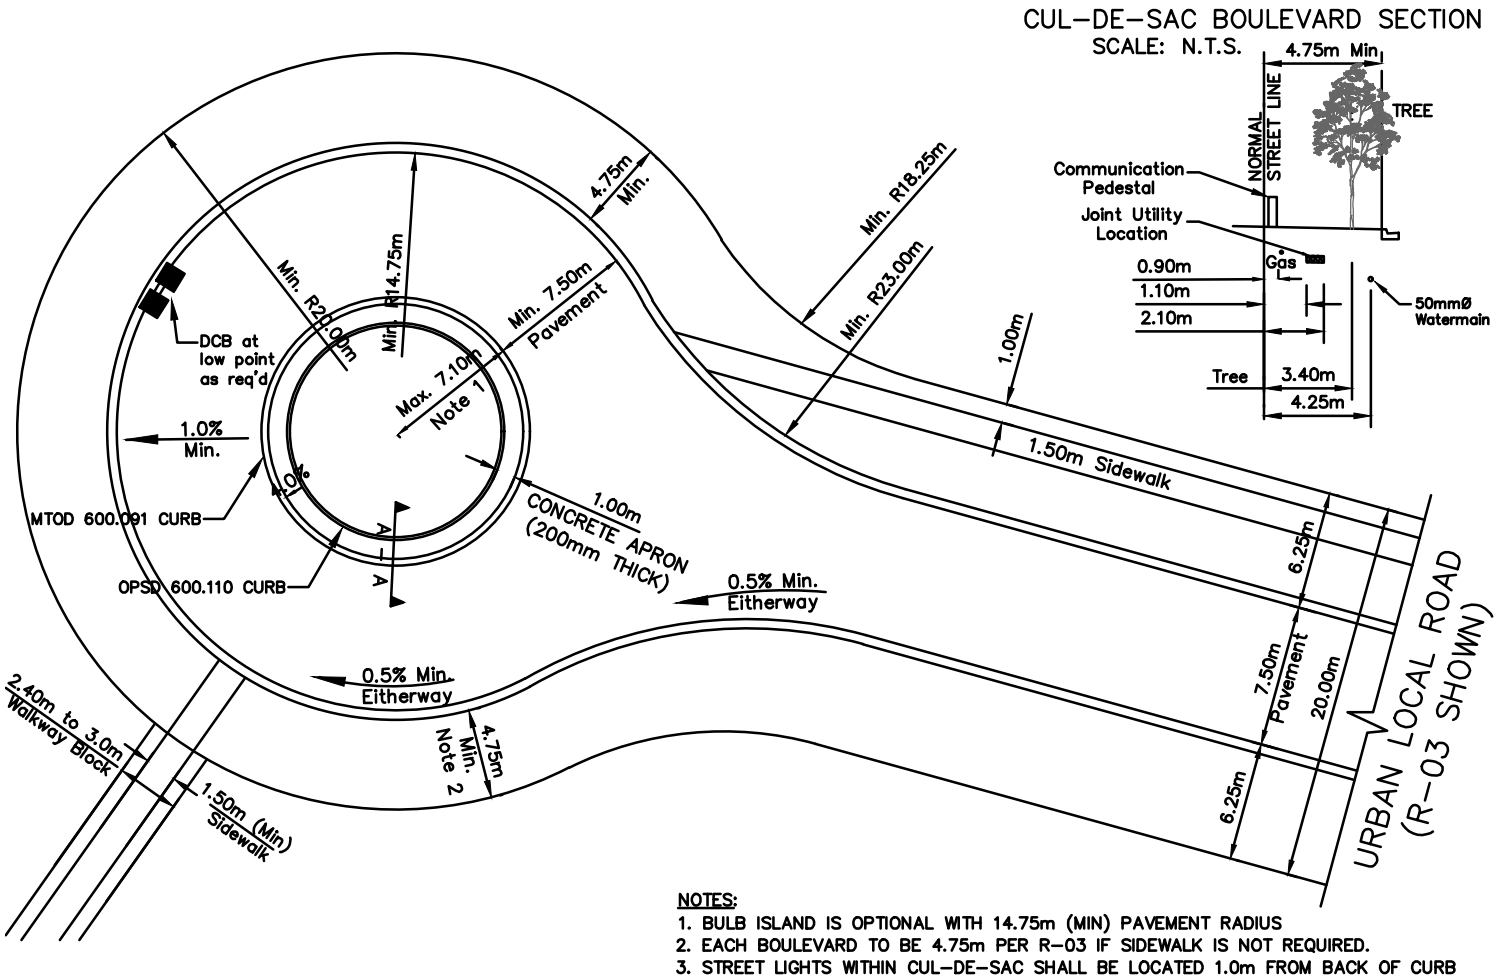 CUL-DE-SAC BOULEVARD SECTION
SCALE: N.T.S.
4.75m Min
NORMAL
STREET LINE
TREE
Communication
Pedestal
Joint Utility
Location
Gas
0.90m
1.10m
2.10m
50mmØ
Watermain
Tree
3.40m
4.25m
4.75m
Min.
Min. R18.25m
Min. R23.00m
Min. R20.00m
Min. R14.75m
Min. 7.50m
Pavement
Max. 7.10m
Note 1
DCB at
low point
as req'd
1.0%
Min.
4.0%
MTOD 600.091 CURB
OPSD 600.110 CURB
A
A
1.00m
CONCRETE APRON
(200mm THICK)
1.00m
1.50m Sidewalk
0.5% Min.
Eitherway
0.5% Min.
Eitherway
4.75m
Min.
Note 2
2.40m to 3.0m
Walkway Block
1.50m (Min)
Sidewalk
6.25m
7.50m
Pavement
20.00m
6.25m
URBAN LOCAL ROAD
(R-03 SHOWN)
NOTES:
1. BULB ISLAND IS OPTIONAL WITH 14.75m (MIN) PAVEMENT RADIUS
2. EACH BOULEVARD TO BE 4.75m PER R-03 IF SIDEWALK IS NOT REQUIRED.
3. STREET LIGHTS WITHIN CUL-DE-SAC SHALL BE LOCATED 1.0m FROM BACK OF CURB